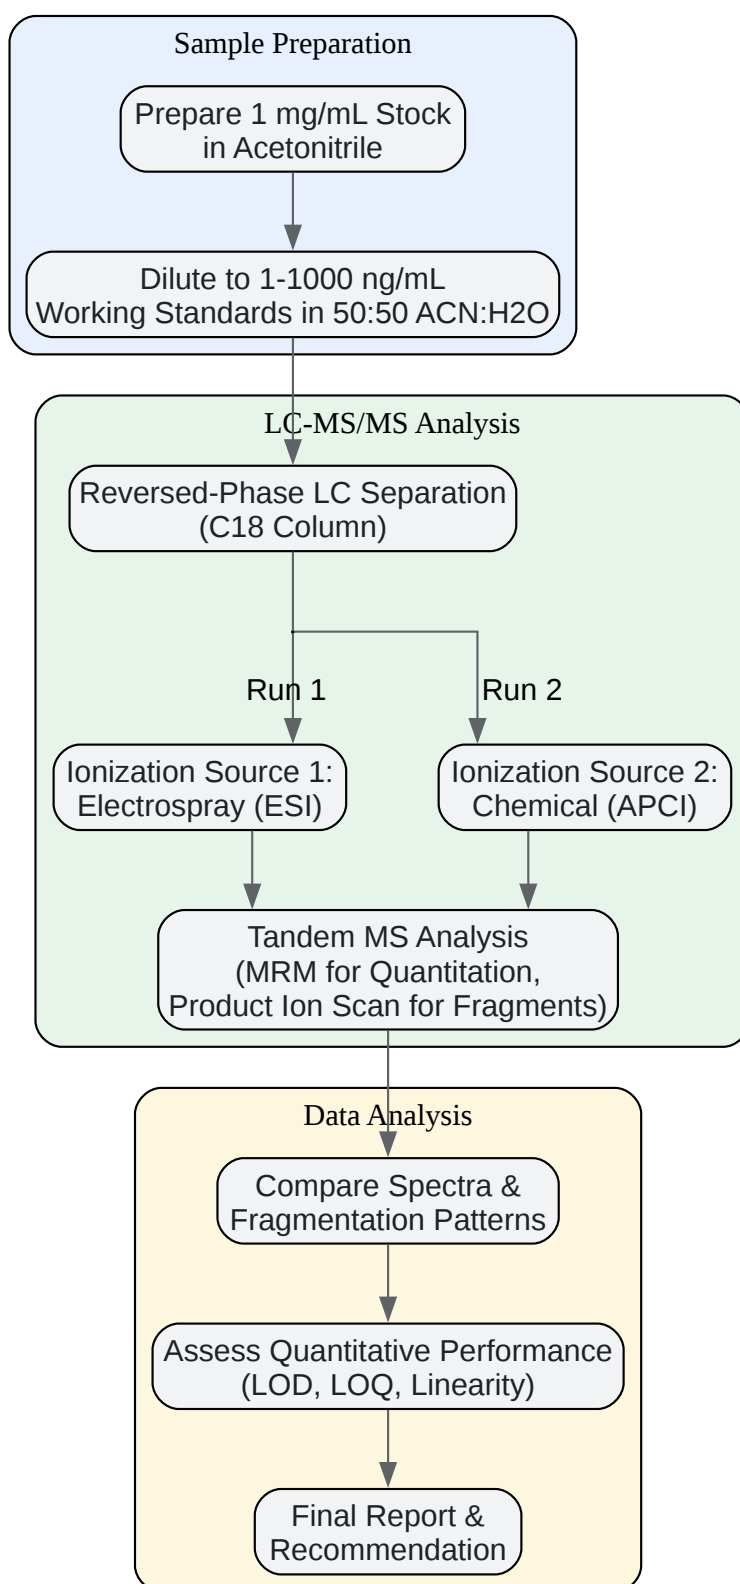 Sample Preparation
Prepare 1 mg/mL Stock
in Acetonitrile
Dilute to 1-1000 ng/mL
Working Standards in 50:50 ACN:H2O
LC-MS/MS Analysis
Reversed-Phase LC Separation
(C18 Column)
Run 1
Run 2
Ionization Source 1:
Electrospray (ESI)
Ionization Source 2:
Chemical (APCI)
Tandem MS Analysis
(MRM for Quantitation,
Product Ion Scan for Fragments)
Data Analysis
Compare Spectra &
Fragmentation Patterns
Assess Quantitative Performance
(LOD, LOQ, Linearity)
Final Report &
Recommendation